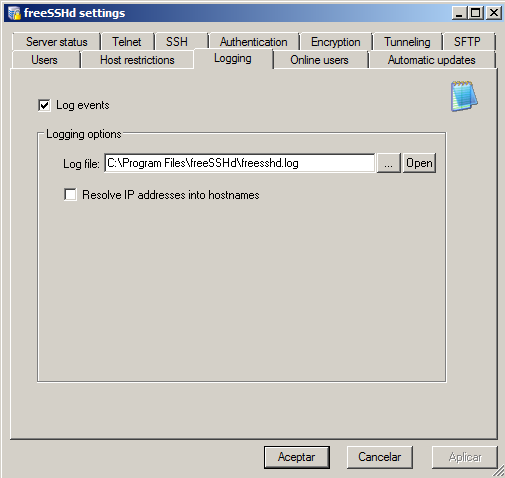 freeSSHd settings
Server status Telnet SSH Authentication Encryption Tunneling SFTP
Users Host restrictions Logging Online users Automatic updates
Log events
Logging options
Log file: C:\Program Files\freeSSHd\freesshd.log ... Open
Resolve IP addresses into hostnames
Aceptar Cancelar Aplicar